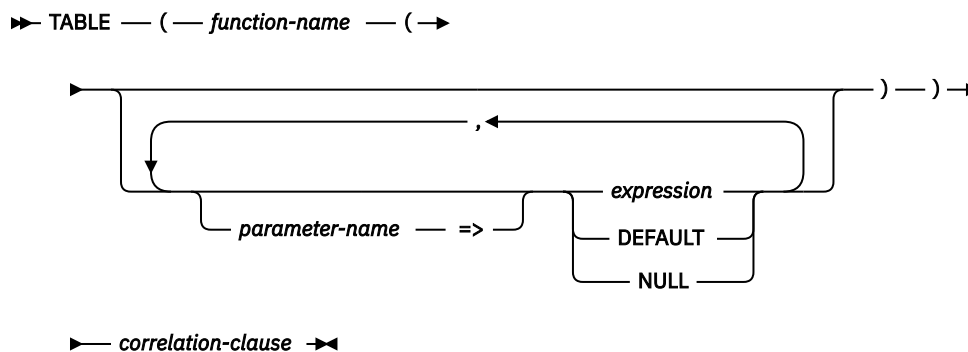 TABLE ( function-name (
) )
,
expression
parameter-name =>
DEFAULT
NULL
correlation-clause